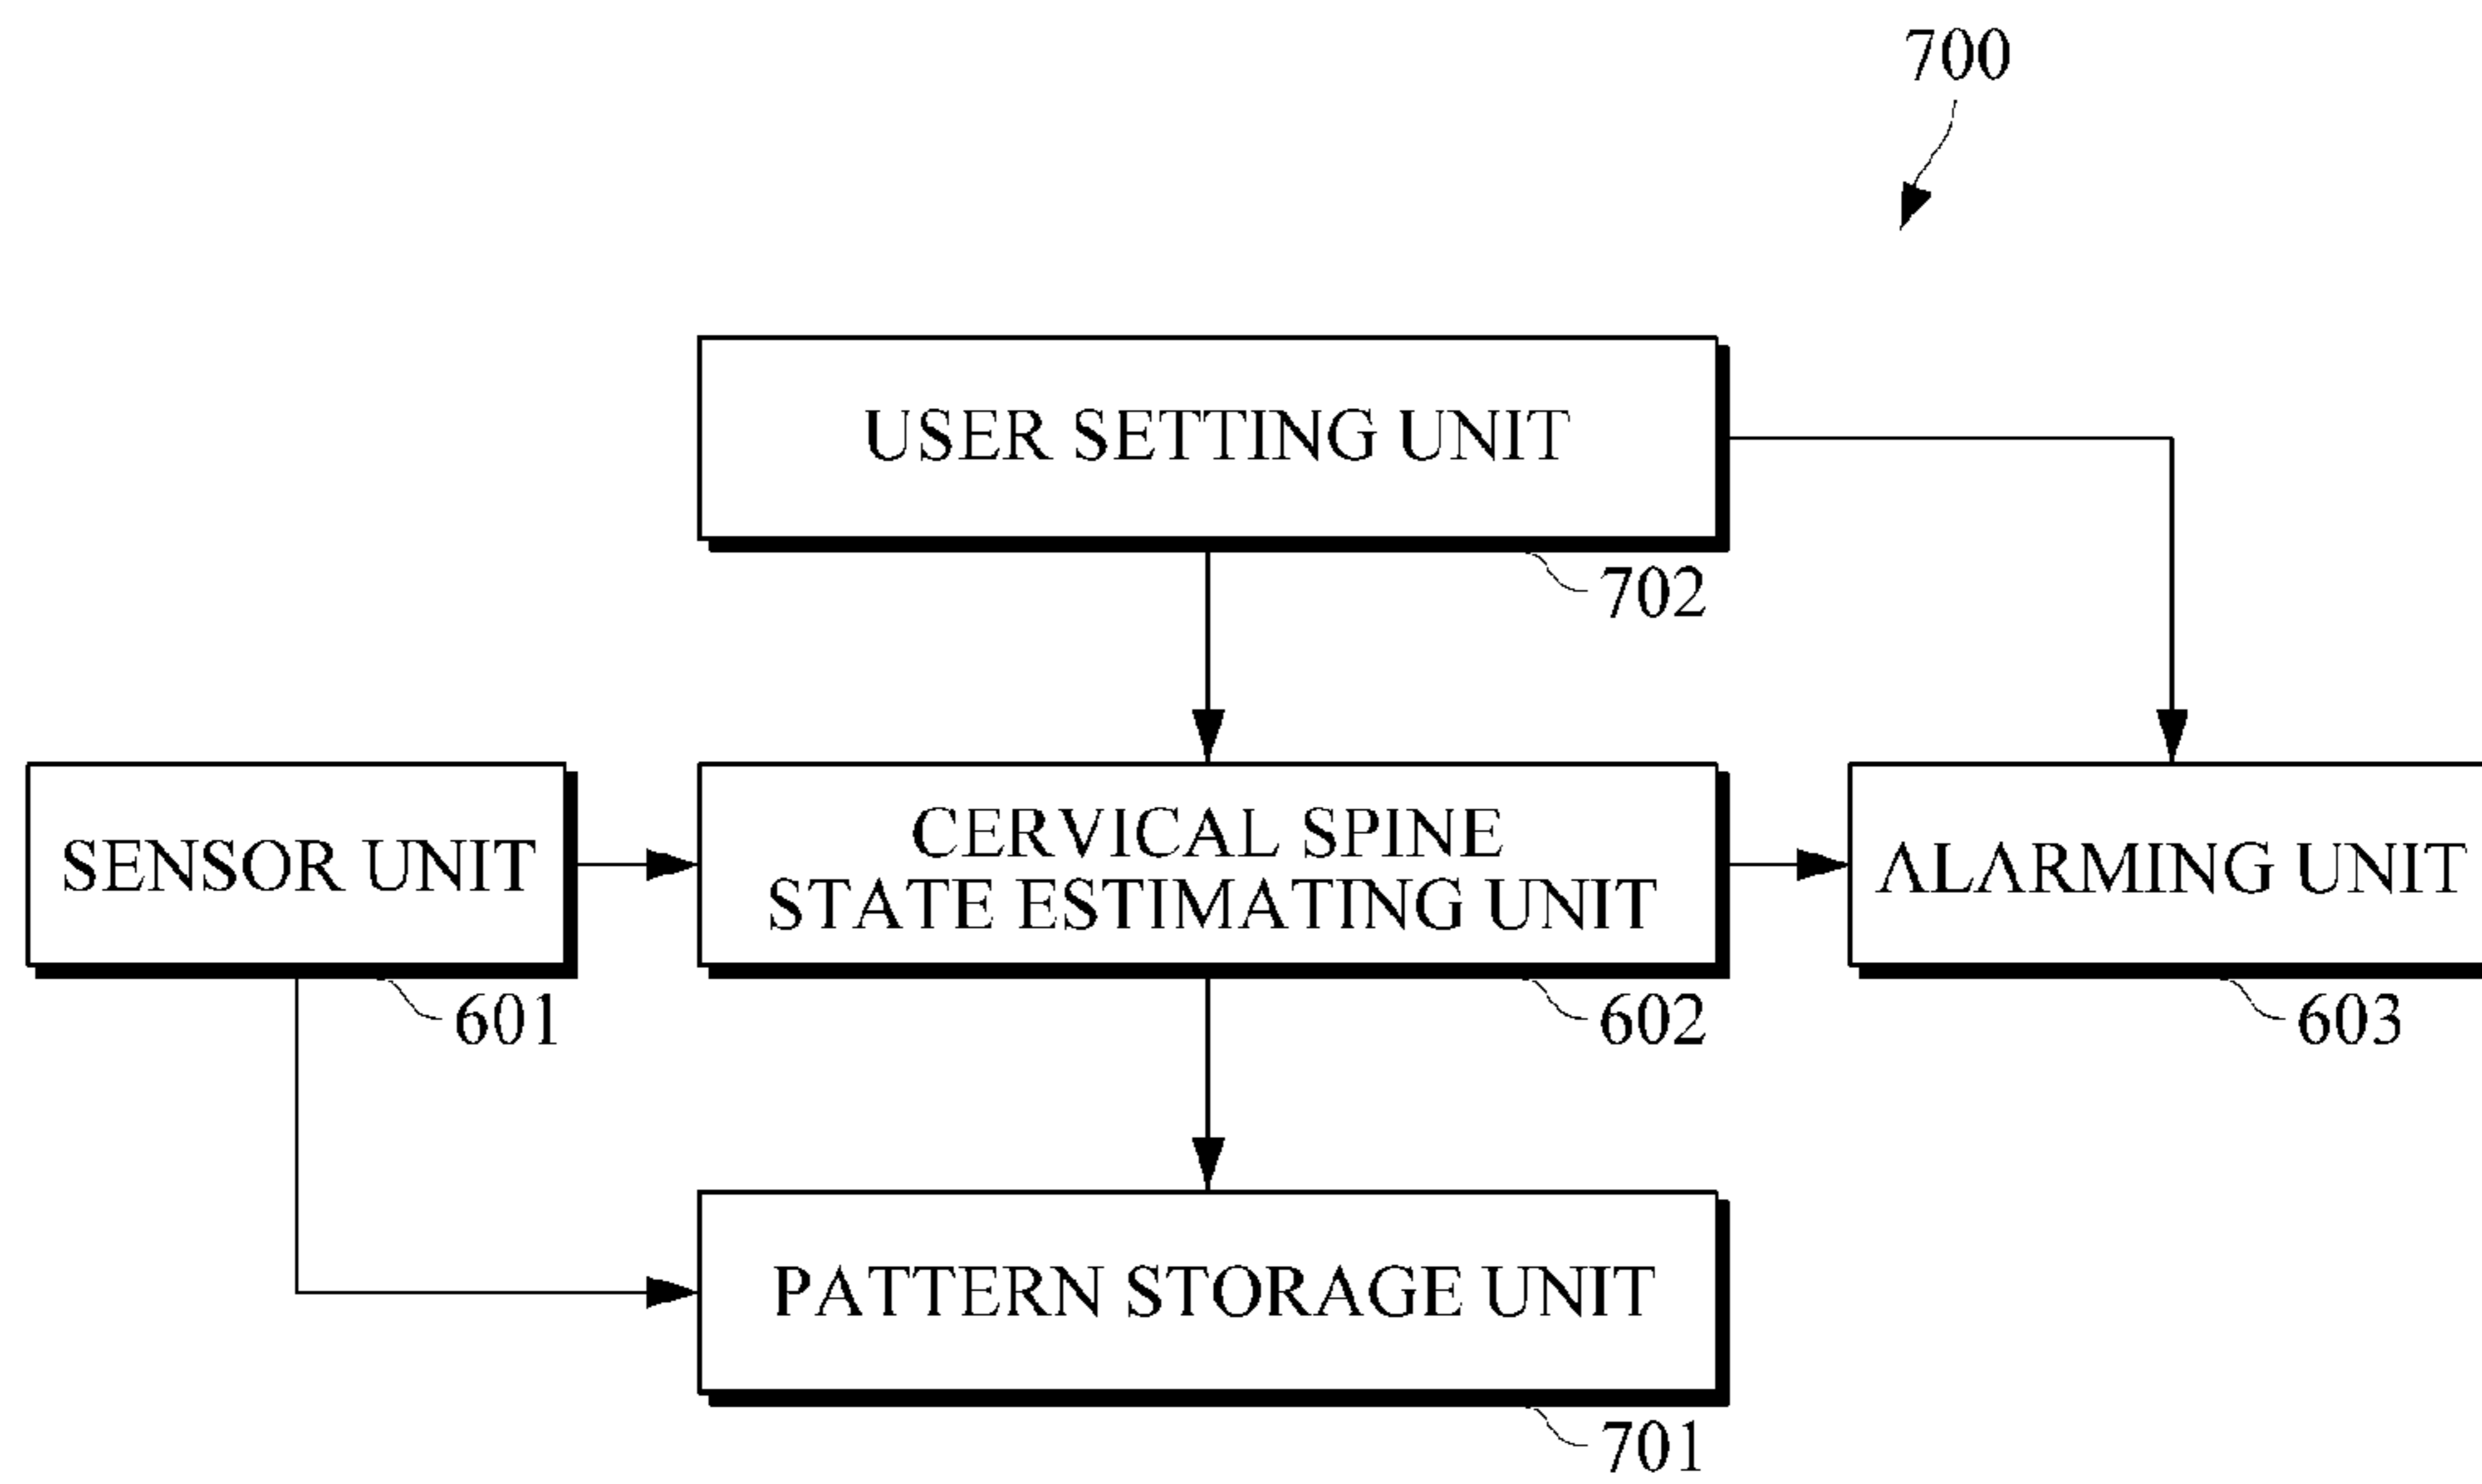 700
USER SETTING UNIT
702
SENSOR UNIT
CERVICAL SPINE
STATE ESTIMATING UNIT
ALARMING UNIT
601
602
603
PATTERN STORAGE UNIT
701